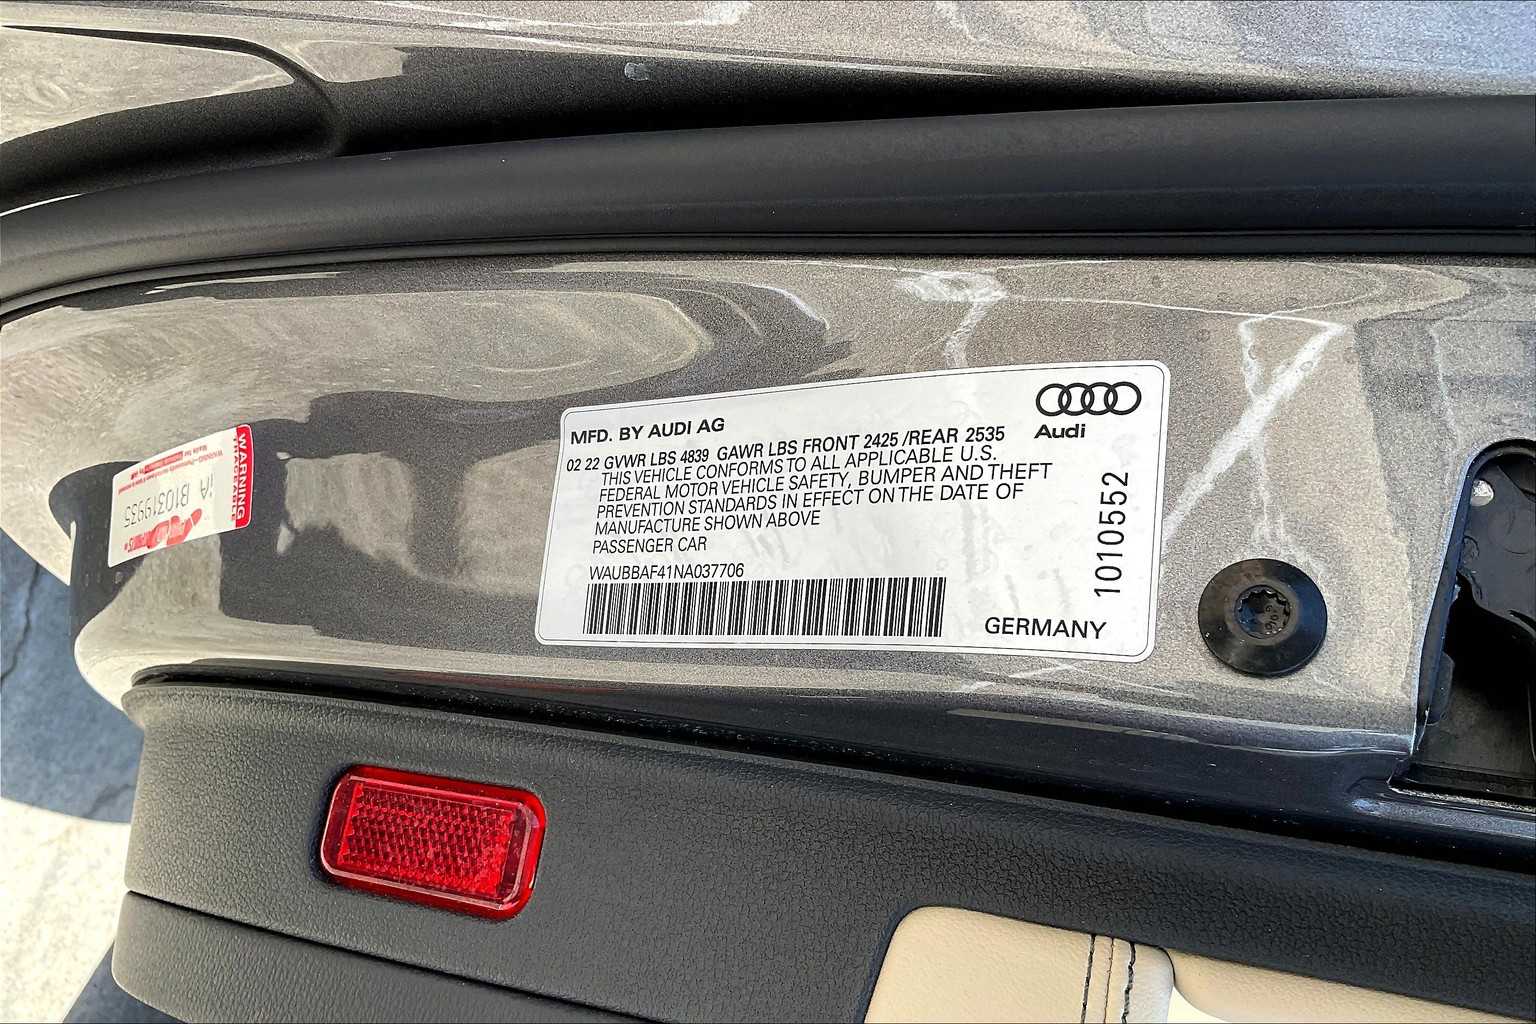 MFD. BY AUDI AG
Audi
02 22 GVWR LBS 4839 GAWR LBS FRONT 2425 /REAR 2535
THIS VEHICLE CONFORMS TO ALL APPLICABLE U.S.
FEDERAL MOTOR VEHICLE SAFETY, BUMPER AND THEFT
PREVENTION STANDARDS IN EFFECT ON THE DATE OF
MANUFACTURE SHOWN ABOVE
PASSENGER CAR
WAUBBAF41NA037706
GERMANY
1010552
WARNING
TRACEABLE
iA B10319935